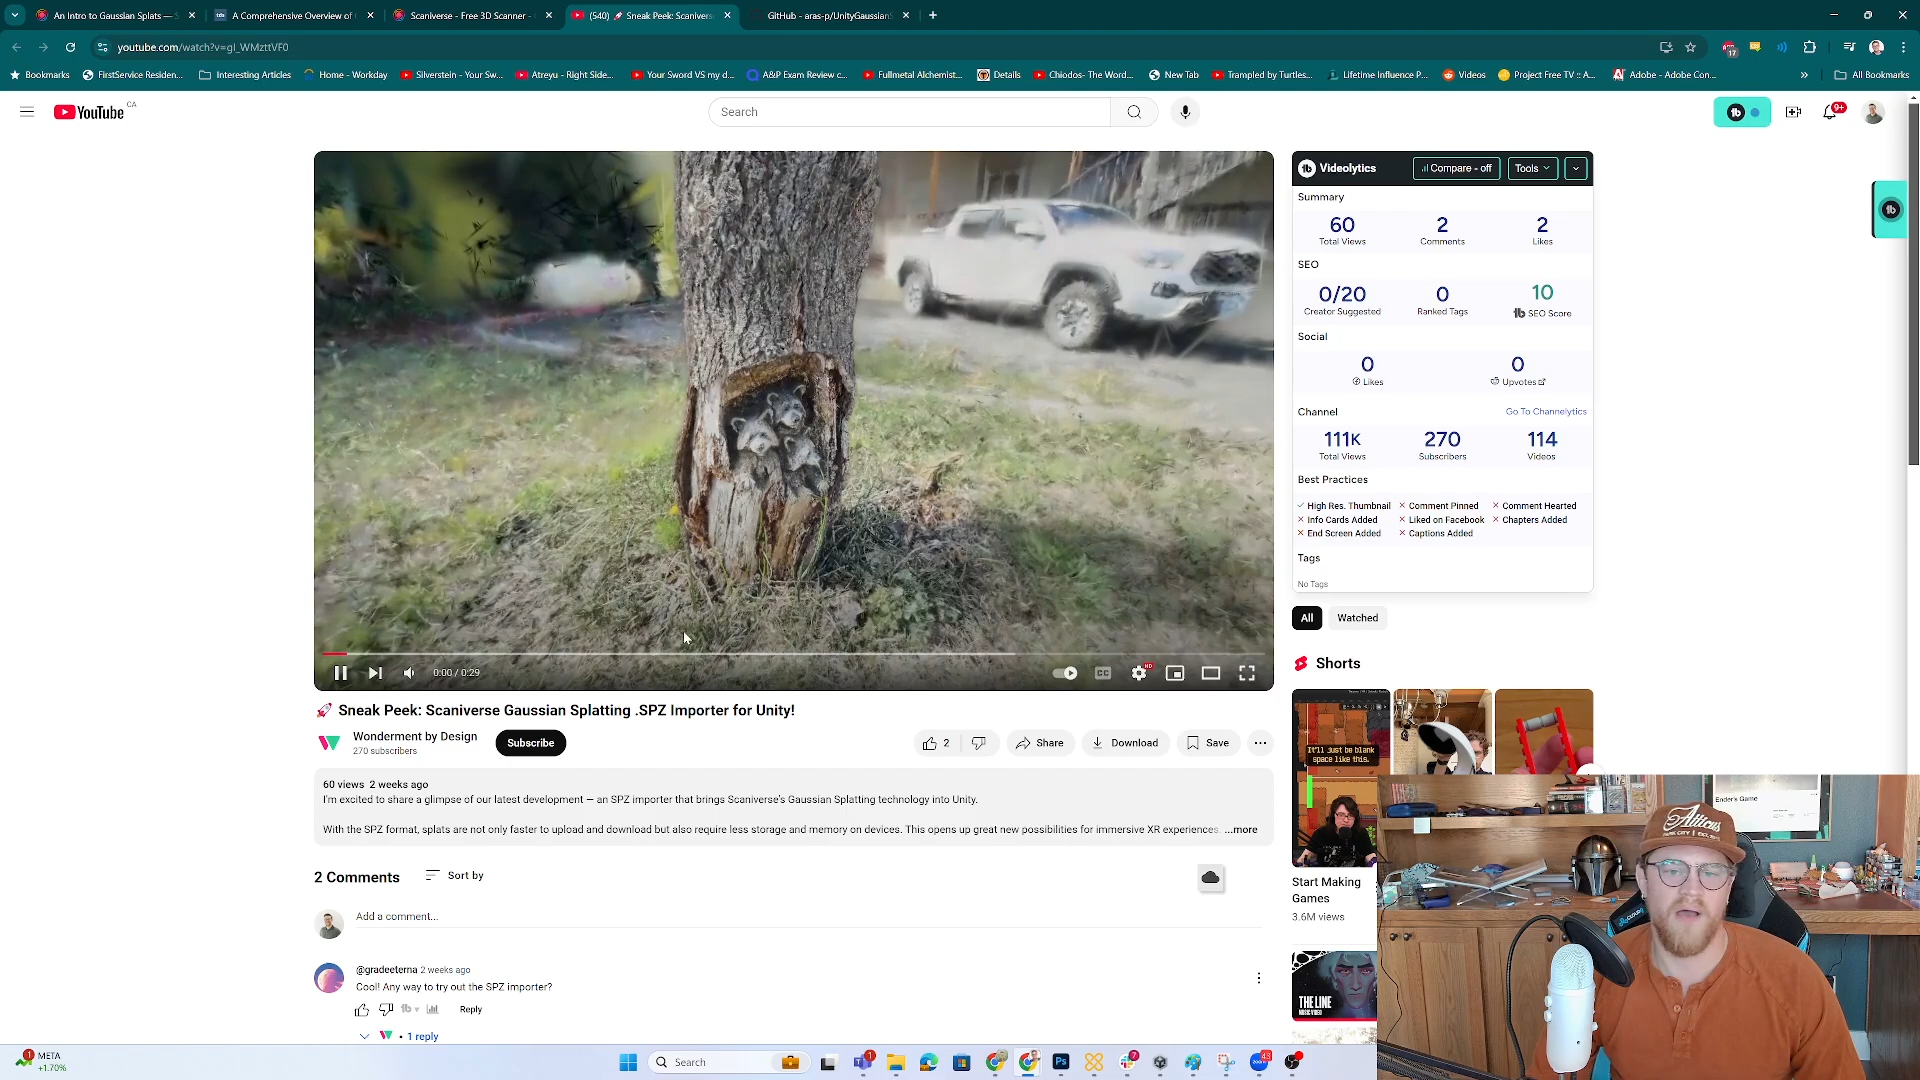 An Intro to Gaussian Splats — S
A Comprehensive Overview of
Scaniverse - Free 3D Scanner -
(540) 🚀 Sneak Peek: Scaniverse
GitHub - aras-p/UnityGaussianS
youtube.com/watch?v=gl_WMzttVF0
17
Bookmarks
FirstService Residen...
Interesting Articles
Home - Workday
Silverstein - Your Sw...
Atreyu - Right Side...
Your Sword VS my d...
A&P Exam Review c...
Fullmetal Alchemist...
Details
Chiodos- The Word...
New Tab
Trampled by Turtles...
Lifetime Influence P...
Videos
Project Free TV :: A...
Adobe - Adobe Con...
All Bookmarks
YouTube CA
Search
9+
Videolytics
Compare - off
Tools
Summary
60 2 2
Total Views Comments Likes
SEO
0/20 0 10
Creator Suggested Ranked Tags SEO Score
Social
0 0
Likes Upvotes
Channel Go To Channelytics
111K 270 114
Total Views Subscribers Videos
Best Practices
High Res. Thumbnail Comment Pinned Comment Hearted
Info Cards Added Liked on Facebook Chapters Added
End Screen Added Captions Added
Tags
No Tags
All Watched
Shorts
0:00 / 0:29
CC
HD
🚀 Sneak Peek: Scaniverse Gaussian Splatting .SPZ Importer for Unity!
Wonderment by Design
270 subscribers
Subscribe
2
Share
Download
Save
60 views 2 weeks ago
I'm excited to share a glimpse of our latest development — an SPZ importer that brings Scaniverse's Gaussian Splatting technology into Unity.
With the SPZ format, splats are not only faster to upload and download but also require less storage and memory on devices. This opens up great new possibilities for immersive XR experiences. ...more
2 Comments Sort by
Add a comment...
@gradeeterna 2 weeks ago
Cool! Any way to try out the SPZ importer?
Reply
• 1 reply
It'll just be blank
space like this.
Start Making
Games
3.6M views
THE LINE
MUSIC VIDEO
Ender's Game
Atticus
CLOUD9
META
+1.70%
Search
Ps